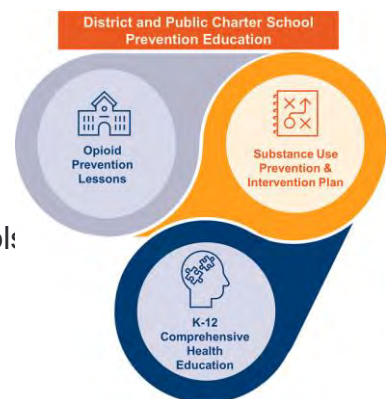 District and Public Charter School
Prevention Education
Opioid
Prevention
Lessons
Substance Use
Prevention &
Intervention Plan
K-12
Comprehensive
Health
Education